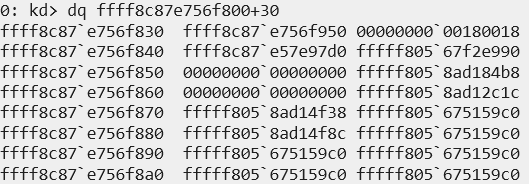 0: kd> dq ffff8c87e756f800+30
ffff8c87`e756f830  ffff8c87`e756f950 00000000`00180018
ffff8c87`e756f840  ffff8c87`e57e97d0 fffff805`67f2e990
ffff8c87`e756f850  00000000`00000000 fffff805`8ad184b8
ffff8c87`e756f860  00000000`00000000 fffff805`8ad12c1c
ffff8c87`e756f870  fffff805`8ad14f38 fffff805`675159c0
ffff8c87`e756f880  fffff805`8ad14f8c fffff805`675159c0
ffff8c87`e756f890  fffff805`675159c0 fffff805`675159c0
ffff8c87`e756f8a0  fffff805`675159c0 fffff805`675159c0